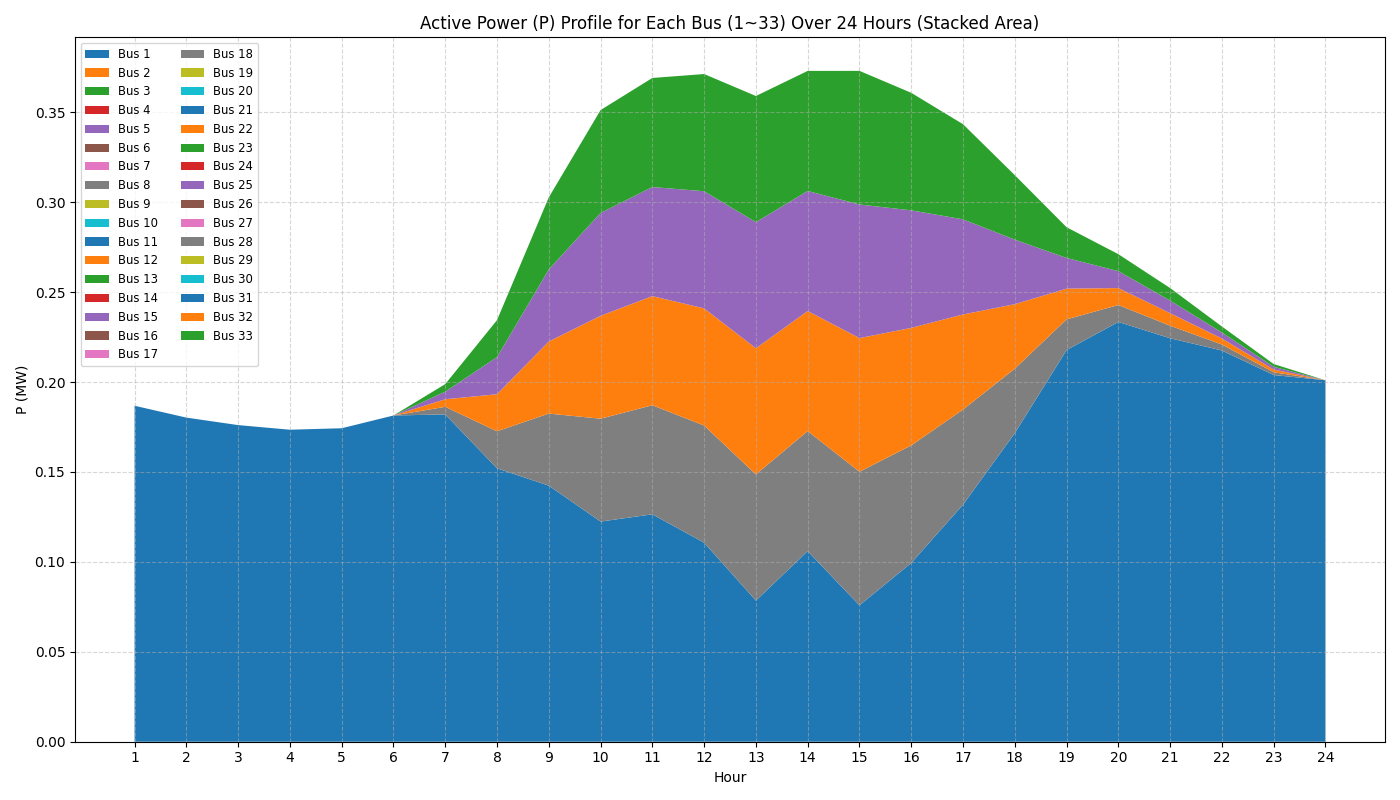 Active Power (P) Profile for Each Bus (1~33) Over 24 Hours (Stacked Area)
Bus 1
Bus 2
Bus 3
Bus 4
Bus 5
Bus 6
Bus 7
Bus 8
Bus 9
Bus 10
Bus 11
Bus 12
Bus 13
Bus 14
Bus 15
Bus 16
Bus 17
Bus 18
Bus 19
Bus 20
Bus 21
Bus 22
Bus 23
Bus 24
Bus 25
Bus 26
Bus 27
Bus 28
Bus 29
Bus 30
Bus 31
Bus 32
Bus 33
P (MW)
0.35
0.30
0.25
0.20
0.15
0.10
0.05
0.00
1 2 3 4 5 6 7 8 9 10 11 12 13 14 15 16 17 18 19 20 21 22 23 24
Hour